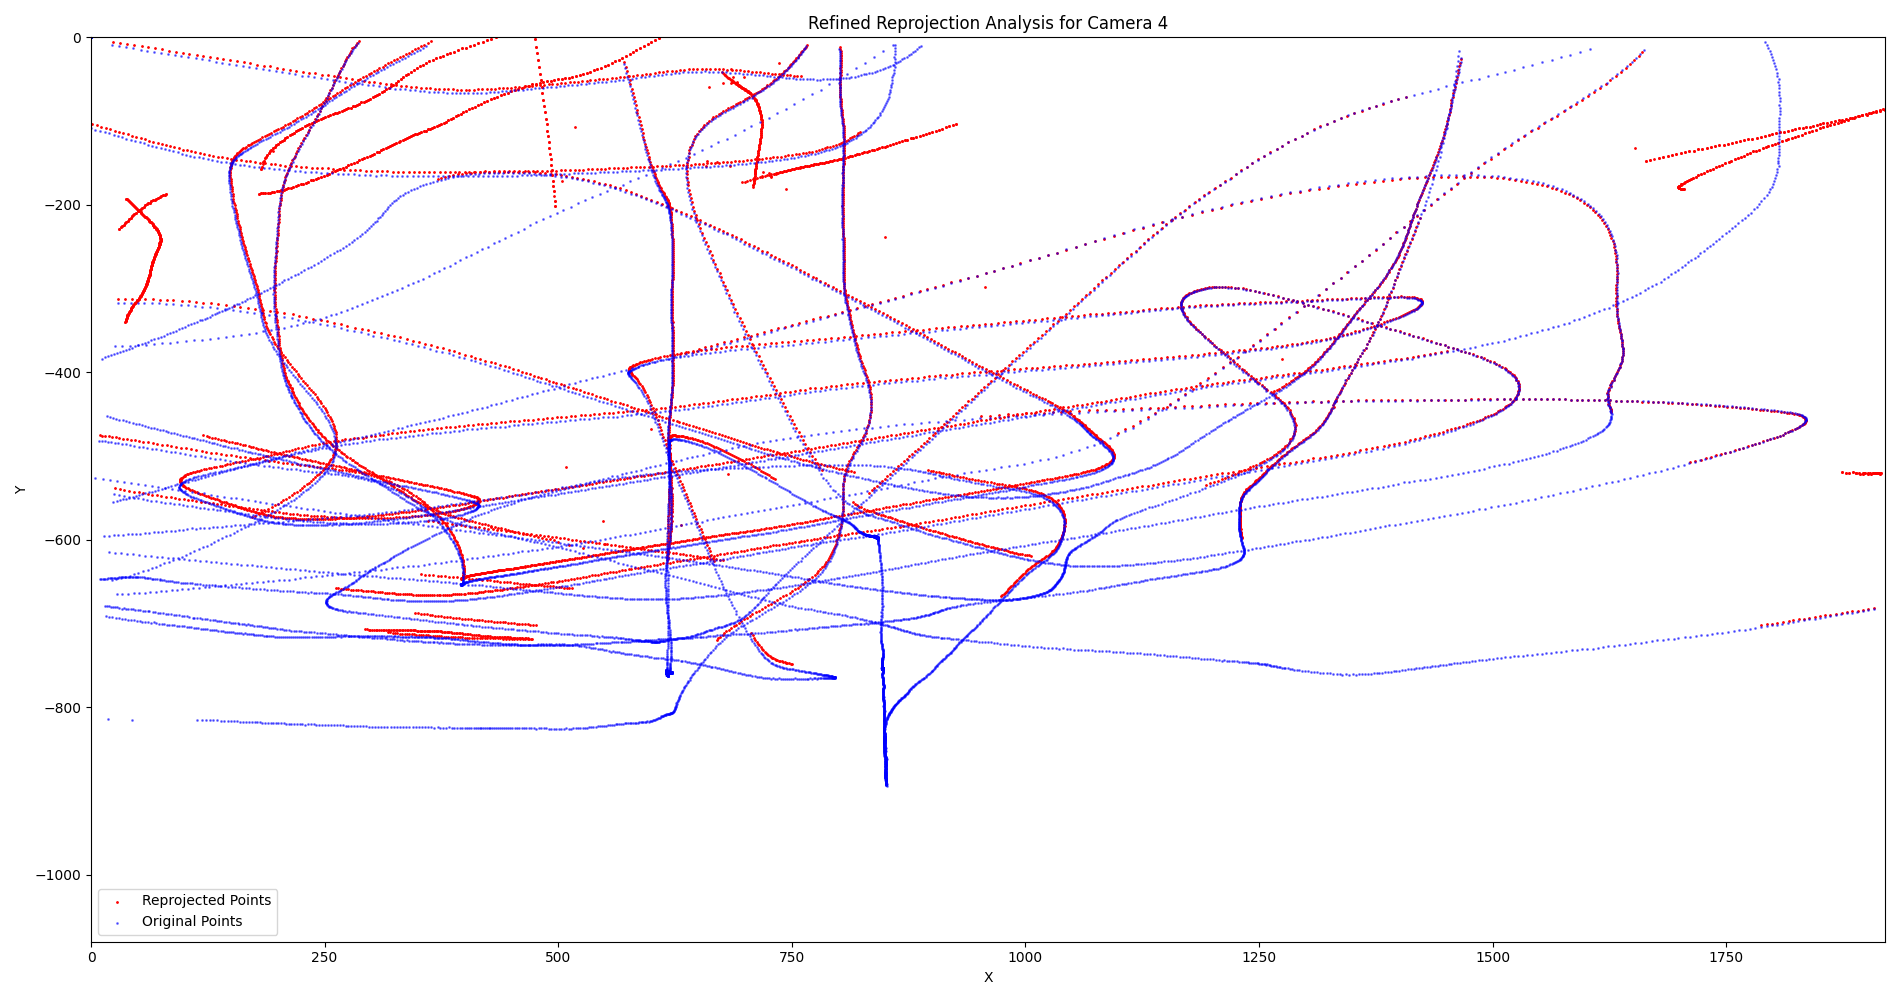 Refined Reprojection Analysis for Camera 4
0
−200
−400
−600
−800
−1000
Y
Reprojected Points
Original Points
0
250
500
750
1000
1250
1500
1750
X